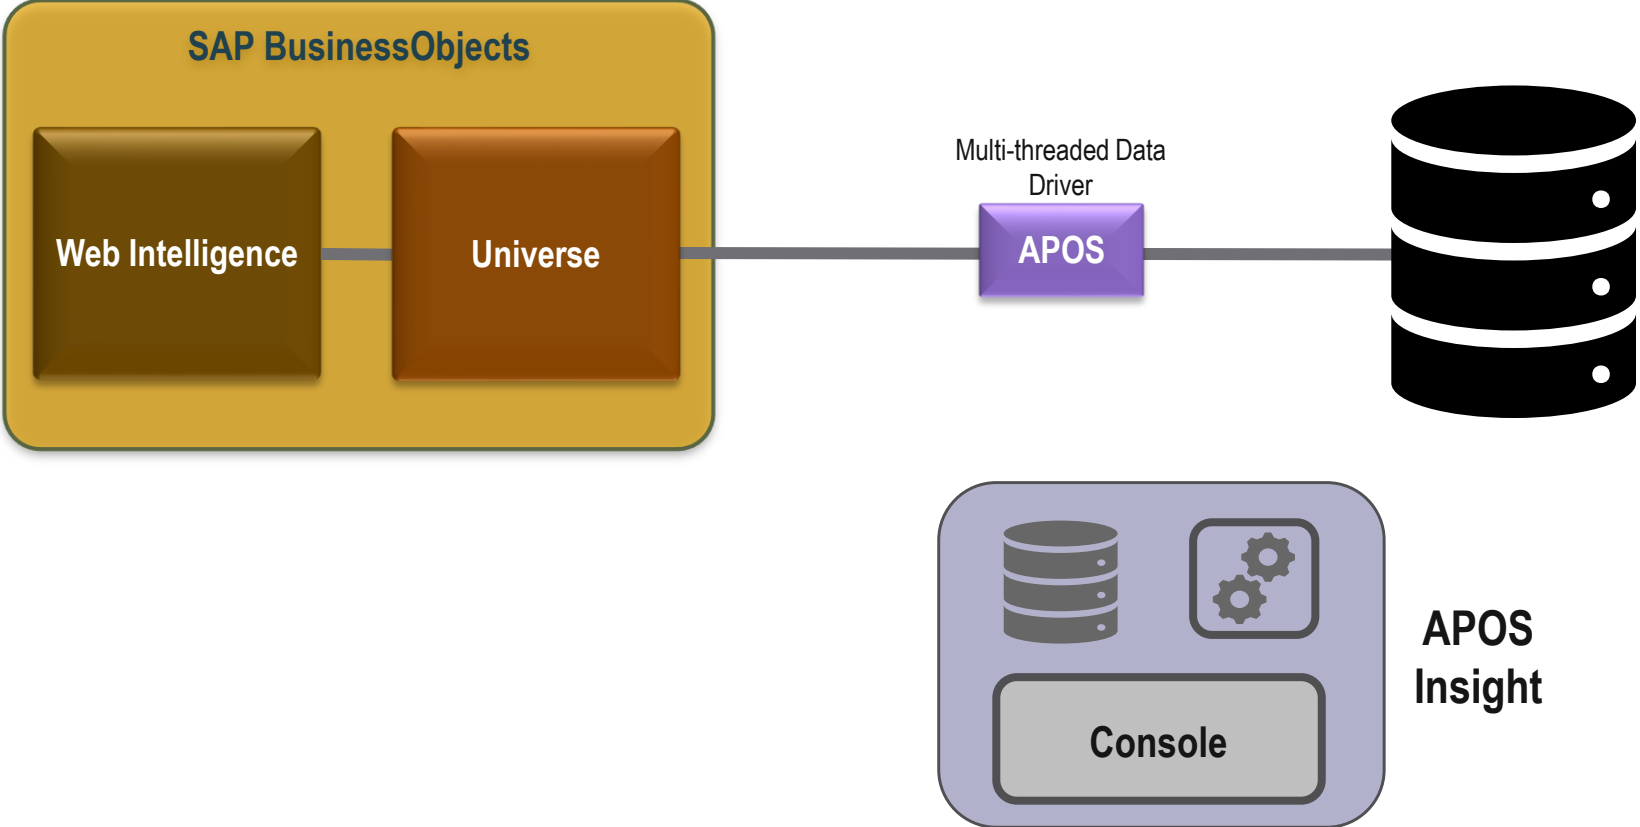 SAP BusinessObjects
Web Intelligence
Universe
Multi-threaded Data
Driver
APOS
APOS
Insight
Console